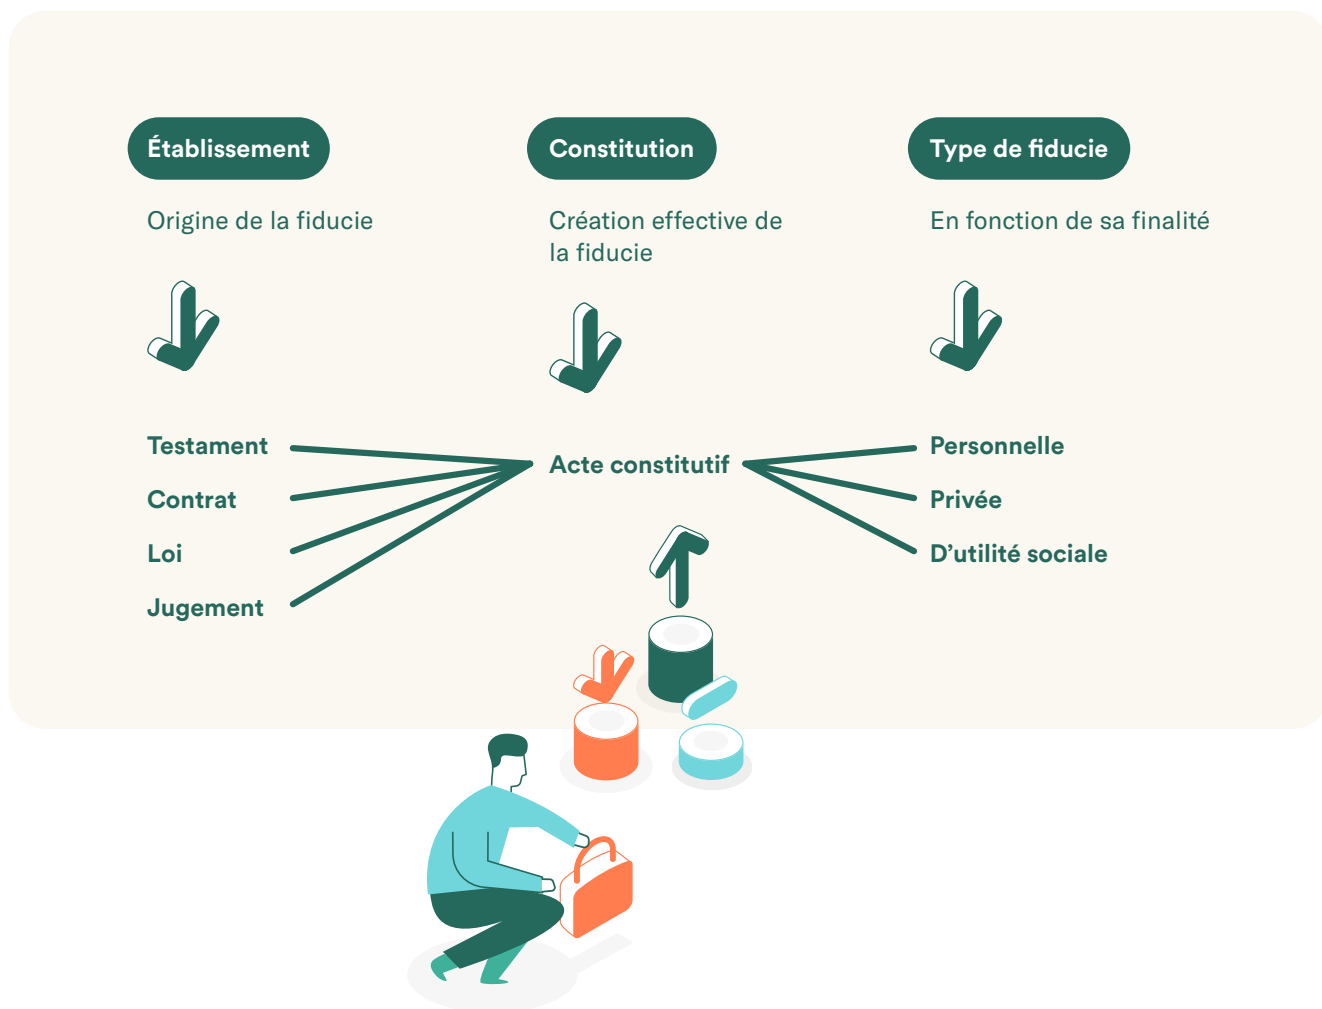 Établissement
Origine de la fiducie
Testament
Contrat
Loi
Jugement
Constitution
Création effective de
la fiducie
Acte constitutif
Type de fiducie
En fonction de sa finalité
Personnelle
Privée
D’utilité sociale